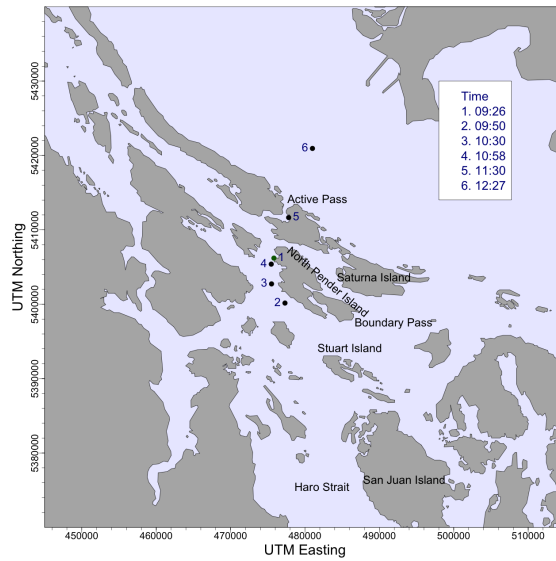 Time
1. 09:26
2. 09:50
3. 10:30
4. 10:58
5. 11:30
6. 12:27
6
Active Pass
5
1
4
3
2
North Pender Island
Saturna Island
Boundary Pass
Stuart Island
Haro Strait
San Juan Island
5430000
5420000
5410000
5400000
5390000
5380000
UTM Northing
450000 460000 470000 480000 490000 500000 510000
UTM Easting